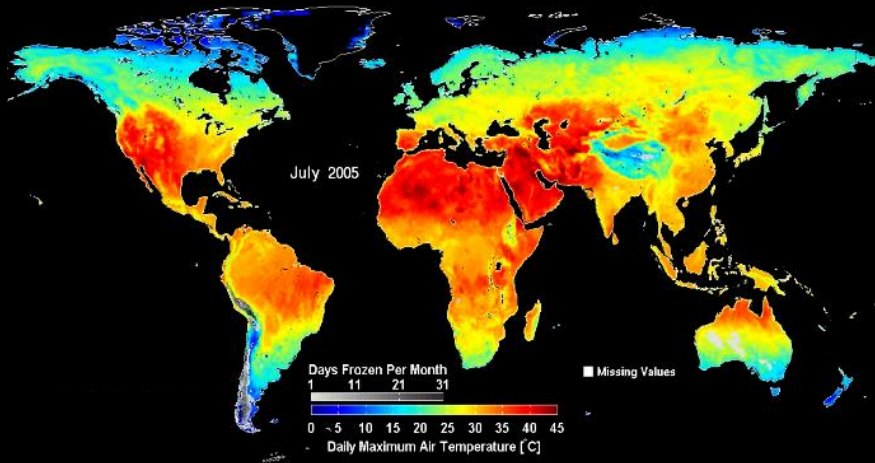 July 2005
Days Frozen Per Month
1 11 21 31
Missing Values
0 5 10 15 20 25 30 35 40 45
Daily Maximum Air Temperature [°C]